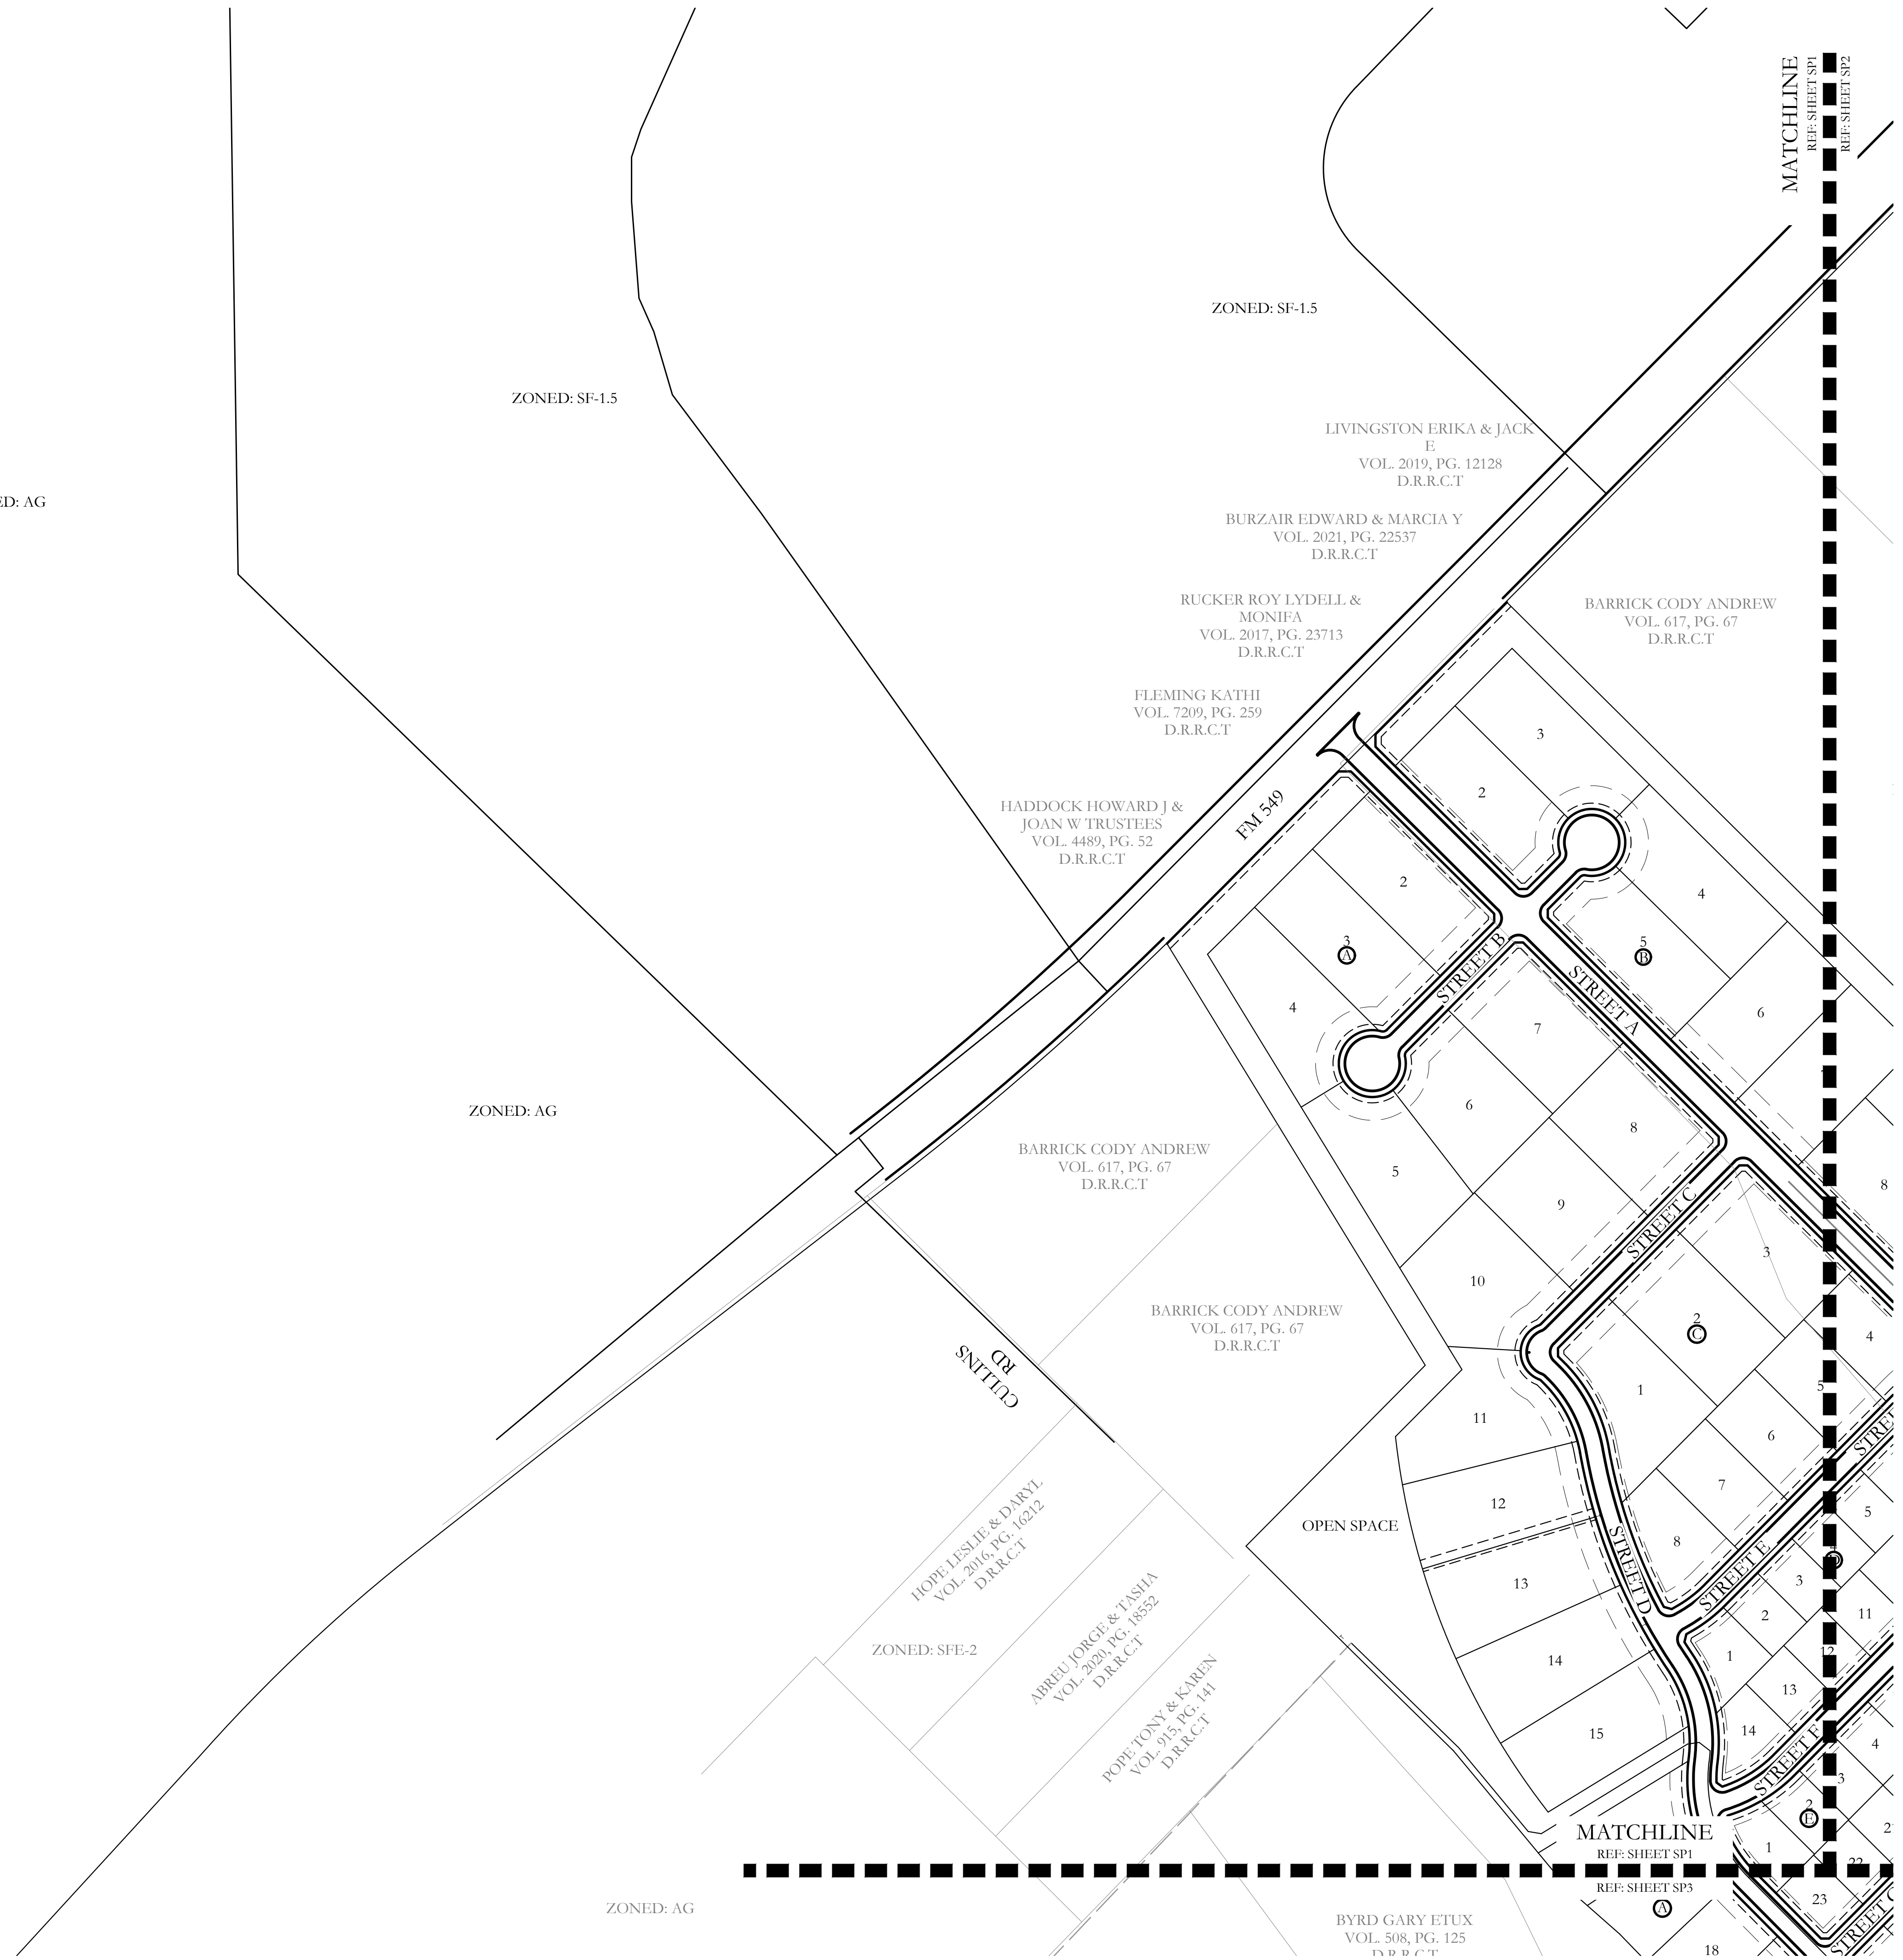 MATCHLINE
REF: SHEET SP1
REF: SHEET SP2
ZONED: SF-1.5
ZONED: SF-1.5
LIVINGSTON ERIKA & JACK
E
VOL. 2019, PG. 12128
D.R.R.C.T
ED: AG
BURZAIR EDWARD & MARCIA Y
VOL. 2021, PG. 22537
D.R.R.C.T
RUCKER ROY LYDELL &
MONIFA
VOL. 2017, PG. 23713
D.R.R.C.T
BARRICK CODY ANDREW
VOL. 617, PG. 67
D.R.R.C.T
FLEMING KATHI
VOL. 7209, PG. 259
D.R.R.C.T
3
2
HADDOCK HOWARD J &
JOAN W TRUSTEES
VOL. 4489, PG. 52
D.R.R.C.T
FM 549
2
4
3
A
5
B
STREET B
STREET A
4
6
7
ZONED: AG
6
8
BARRICK CODY ANDREW
VOL. 617, PG. 67
D.R.R.C.T
5
8
9
STREET C
3
10
BARRICK CODY ANDREW
VOL. 617, PG. 67
D.R.R.C.T
2
C
4
CULLINS
RD
1
5
11
6
STREE
7
12
5
OPEN SPACE
HOPE LESLIE & DARYL
VOL. 2016, PG. 16212
D.R.R.C.T
8
STREET D
STREET E
13
3
2
11
ABREU JORGE & TASHA
VOL. 2020, PG. 18552
D.R.R.C.T
ZONED: SFE-2
14
1
12
13
POPE TONY & KAREN
VOL. 915, PG. 141
D.R.R.C.T
15
14
4
STREET F
3
2
E
MATCHLINE
REF: SHEET SP1
1
22
REF: SHEET SP3
23
A
ZONED: AG
BYRD GARY ETUX
VOL. 508, PG. 125
D.R.R.C.T
18
STREET